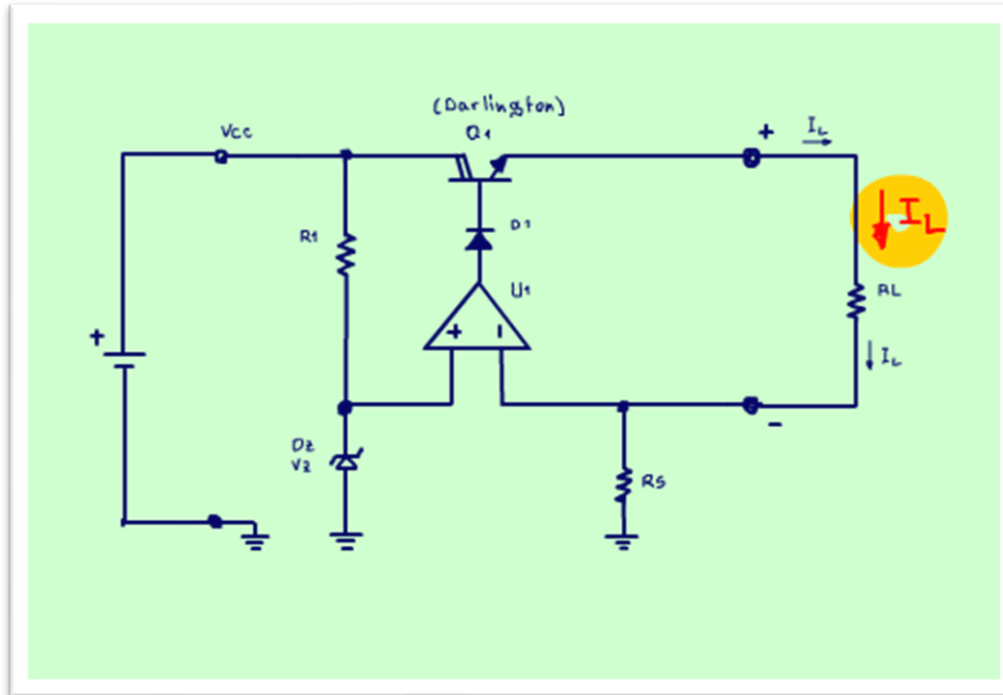 (Darlington)
Q1
Vcc
+
IL
R1
D1
IL
U1
RL
+
+
-
IL
-
Dz
Vz
Rs